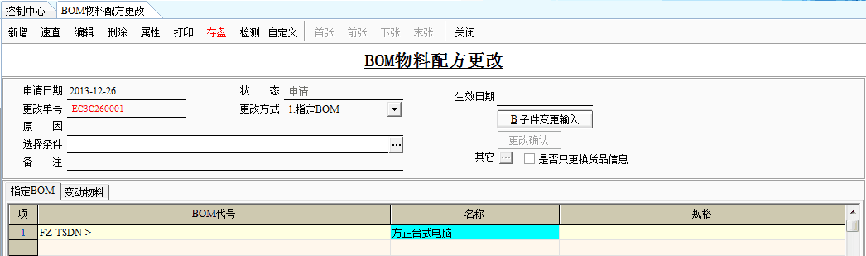 控制中心 BOM物料配方更改
新增 速查 编辑 删除 属性 打印 存盘 检测 自定义 首张 前张 下张 末张 关闭
BOM物料配方更改
申请日期 2013-12-26 状 态 申请 生效日期
更改单号 EC3C260001 更改方式 1.指定BOM
原 因 B 子件变更输入
选择条件 ... 更改确认
备 注 其它 ... 是否只更换货品信息
指定BOM 变动物料
项 BOM代号 名称 规格
1 FZ-TSDN-> 方正台式电脑